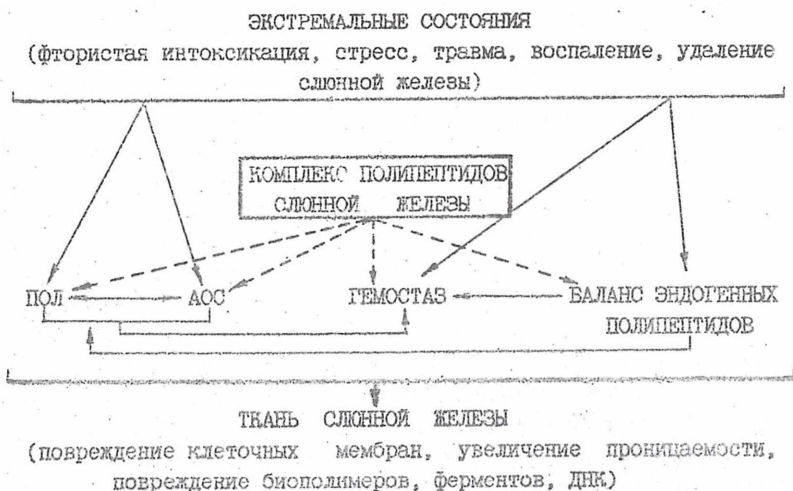 ЭКСТРЕМАЛЬНЫЕ СОСТОЯНИЯ
(фтористая интоксикация, стресс, травма, воспаление, удаление
слюнной железы)
КОМПЛЕКС ПОЛИПЕПТИДОВ
СЛЮННОЙ ЖЕЛЕЗЫ
ПОЛ АОС ГЕМОСТАЗ БАЛАНС ЭНДОГЕННЫХ
ПОЛИПЕПТИДОВ
ТКАНЬ СЛЮННОЙ ЖЕЛЕЗЫ
(повреждение клеточных мембран, увеличение проницаемости,
повреждение биополимеров, ферментов, ДНК)